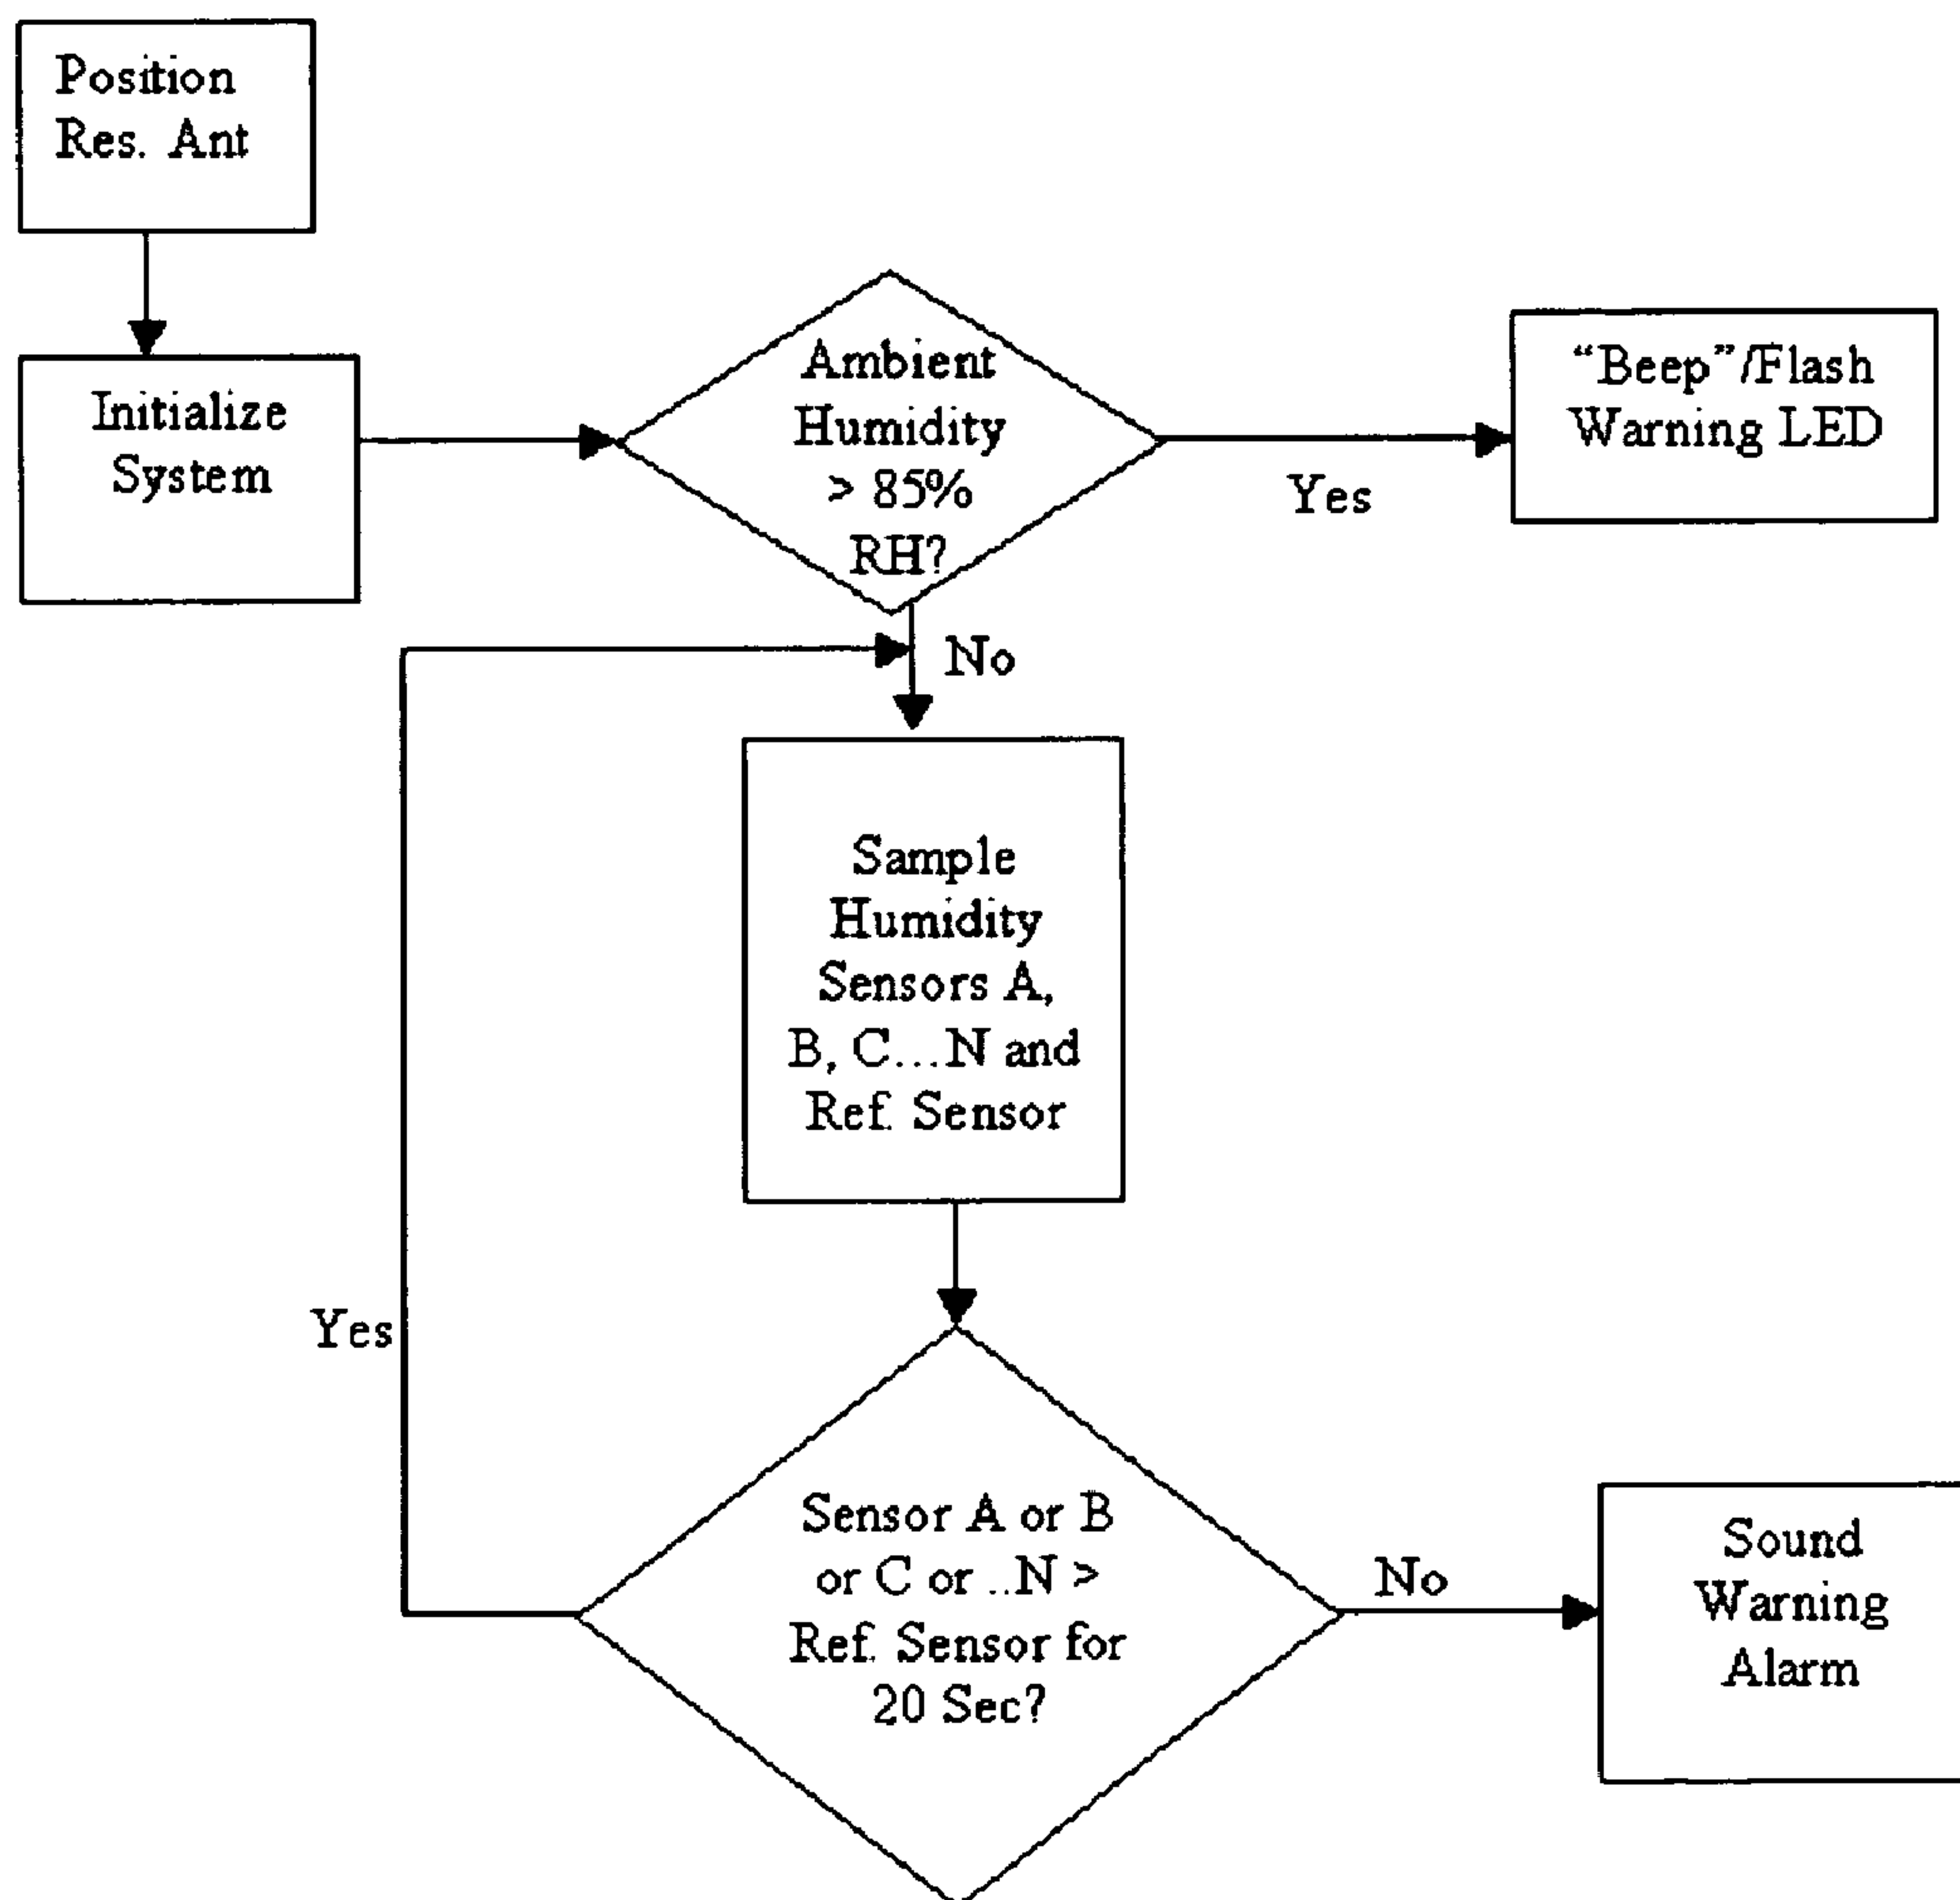 Position
Res. Ant
Initialize
System
Ambient
Humidity
> 85%
RH?
Yes
“Beep”/Flash
Warning LED
No
Sample
Humidity
Sensors A,
B, C...N and
Ref. Sensor
Yes
Sensor A or B
or C or ..N >
Ref. Sensor for
20 Sec?
No
Sound
Warning
Alarm